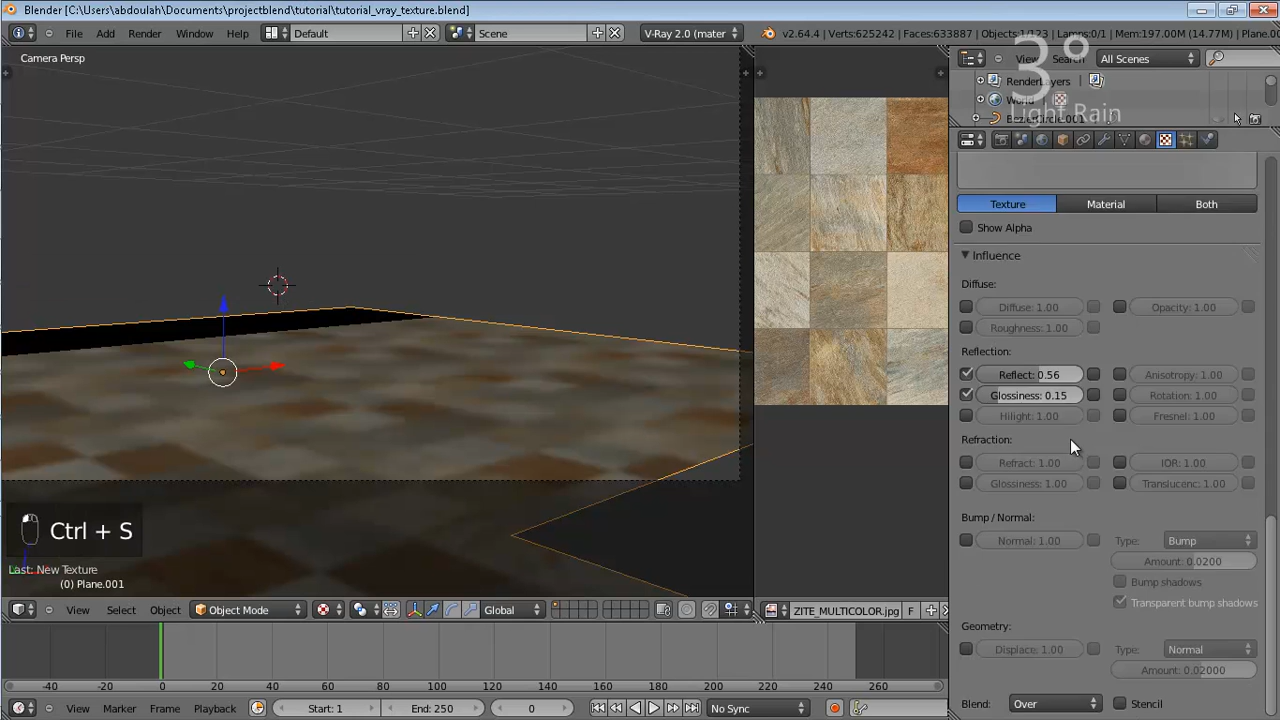 Blender [C:\Users\abdoulah\Documents\projectblend\tutorial\tutorial_vray_texture.blend]
File Add Render Window Help Default Scene V-Ray 2.0 (mater v2.64.4 | Verts:625242 | Faces:633887 | Objects:1/123 | Lamps:0/1 | Mem:197.00M (14.77M) | Plane.00
Camera Persp
View Search All Scenes
RenderLayers
World
BezierCircle.001
3°
Light Rain
Texture Material Both
Show Alpha
Influence
Diffuse:
Diffuse: 1.00 Opacity: 1.00
Roughness: 1.00
Reflection:
Reflect: 0.56 Anisotropy: 1.00
Glossiness: 0.15 Rotation: 1.00
Hilight: 1.00 Fresnel: 1.00
Refraction:
Refract: 1.00 IOR: 1.00
Glossiness: 1.00 Translucenc: 1.00
Bump / Normal:
Normal: 1.00 Type: Bump
Amount: 0.0200
Bump shadows
Transparent bump shadows
Geometry:
Displace: 1.00 Type: Normal
Amount: 0.02000
Blend: Over Stencil
Ctrl + S
Last: New Texture
(0) Plane.001
View Select Object Object Mode Global
ZITE_MULTICOLOR.jpg F
-40 -20 0 20 40 60 80 100 120 140 160 180 200 220 240 260
View Marker Frame Playback Start: 1 End: 250 0 No Sync